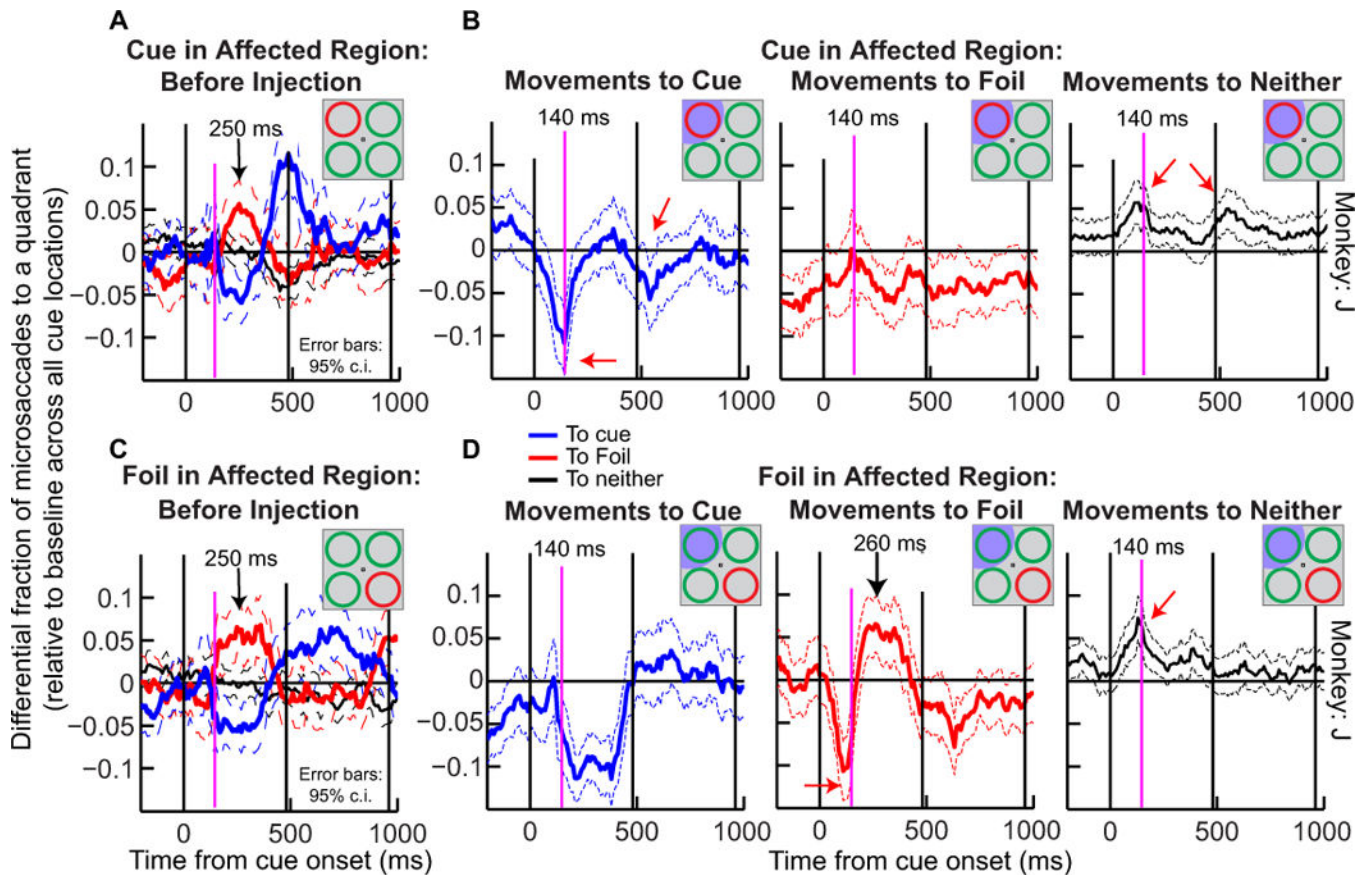 A
Cue in Affected Region:
Before Injection
250 ms
0.1
0.05
0
−0.05
−0.1
Error bars:
95% c.i.
0
500
1000
B
Cue in Affected Region:
Movements to Cue
140 ms
0.1
0.05
0
−0.05
−0.1
0
500
1000
Movements to Foil
140 ms
0
500
1000
Movements to Neither
140 ms
0
500
1000
Monkey: J
Differential fraction of microsaccades to a quadrant
(relative to baseline across all cue locations)
To cue
To Foil
To neither
C
Foil in Affected Region:
Before Injection
250 ms
0.1
0.05
0
−0.05
−0.1
Error bars:
95% c.i.
0
500
1000
Time from cue onset (ms)
D
Foil in Affected Region:
Movements to Cue
140 ms
0.1
0.05
0
−0.05
−0.1
0
500
1000
Movements to Foil
260 ms
0
500
1000
Movements to Neither
140 ms
0
500
1000
Time from cue onset (ms)
Monkey: J